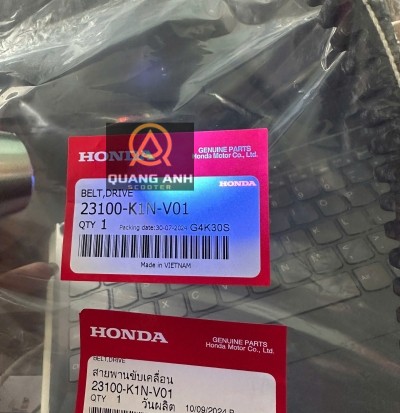 HONDA
GENUINE PARTS
Honda Motor Co., Ltd.
QUANG ANH
SCOOTER
HONDA
BELT,DRIVE
23100-K1N-V01
QTY 1 Packing date:30-07-2024 G4K30S
Made in VIETNAM
HONDA
GENUINE PARTS
Honda Motor Co., Ltd.
BELT,DRIVE
สายพานขับเคลื่อน
23100-K1N-V01
QTY 1 วันผลิต 10/09/2024